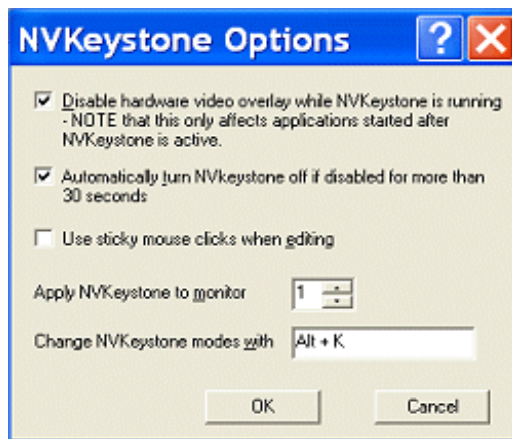 NVKeystone Options
Disable hardware video overlay while NVKeystone is running
- NOTE that this only affects applications started after
NVKeystone is active.
Automatically turn NVkeystone off if disabled for more than
30 seconds
Use sticky mouse clicks when editing
Apply NVKeystone to monitor 1
Change NVKeystone modes with Alt + K
OK Cancel